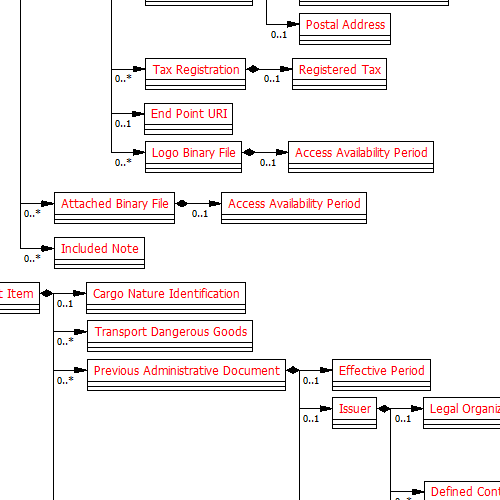 Postal Address
0..1
Tax Registration
Registered Tax
0..*
0..1
End Point URI
0..1
Logo Binary File
Access Availability Period
0..*
0..1
Attached Binary File
Access Availability Period
0..*
0..1
Included Note
0..*
t Item
Cargo Nature Identification
0..1
Transport Dangerous Goods
0..*
Previous Administrative Document
Effective Period
0..*
0..1
Issuer
Legal Organiz
0..1
0..1
Defined Cont
0..*